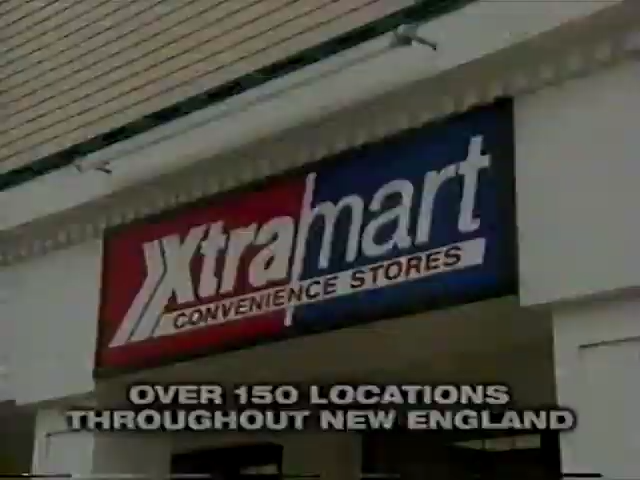 Xtramart
CONVENIENCE STORES
OVER 150 LOCATIONS
THROUGHOUT NEW ENGLAND